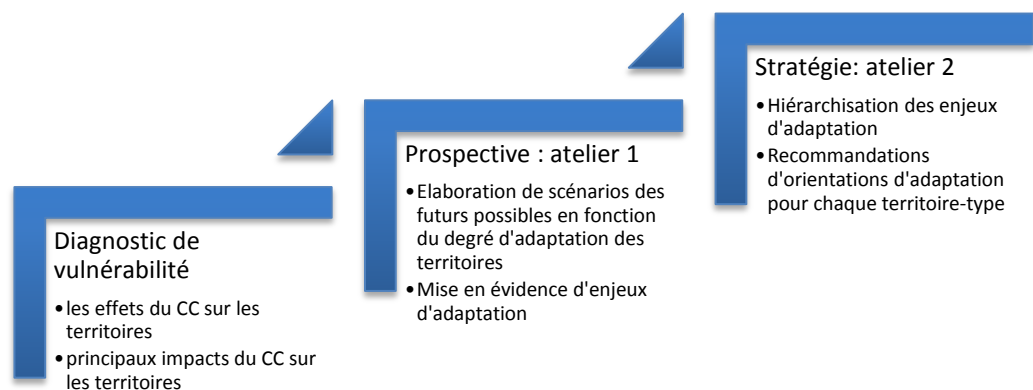 Diagnostic de
vulnérabilité
•les effets du CC sur les
territoires
•principaux impacts du CC sur
les territoires
Prospective : atelier 1
•Elaboration de scénarios des
futurs possibles en fonction
du degré d'adaptation des
territoires
•Mise en évidence d'enjeux
d'adaptation
Stratégie: atelier 2
•Hiérarchisation des enjeux
d'adaptation
•Recommandations
d'orientations d'adaptation
pour chaque territoire-type